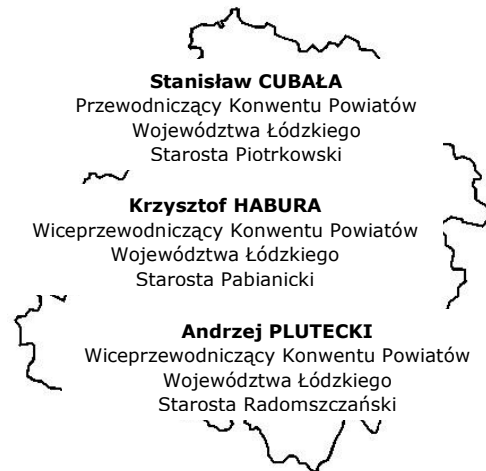 Stanisław CUBAŁA
Przewodniczący Konwentu Powiatów
Województwa Łódzkiego
Starosta Piotrkowski
Krzysztof HABURA
Wiceprzewodniczący Konwentu Powiatów
Województwa Łódzkiego
Starosta Pabianicki
Andrzej PLUTECKI
Wiceprzewodniczący Konwentu Powiatów
Województwa Łódzkiego
Starosta Radomszczański